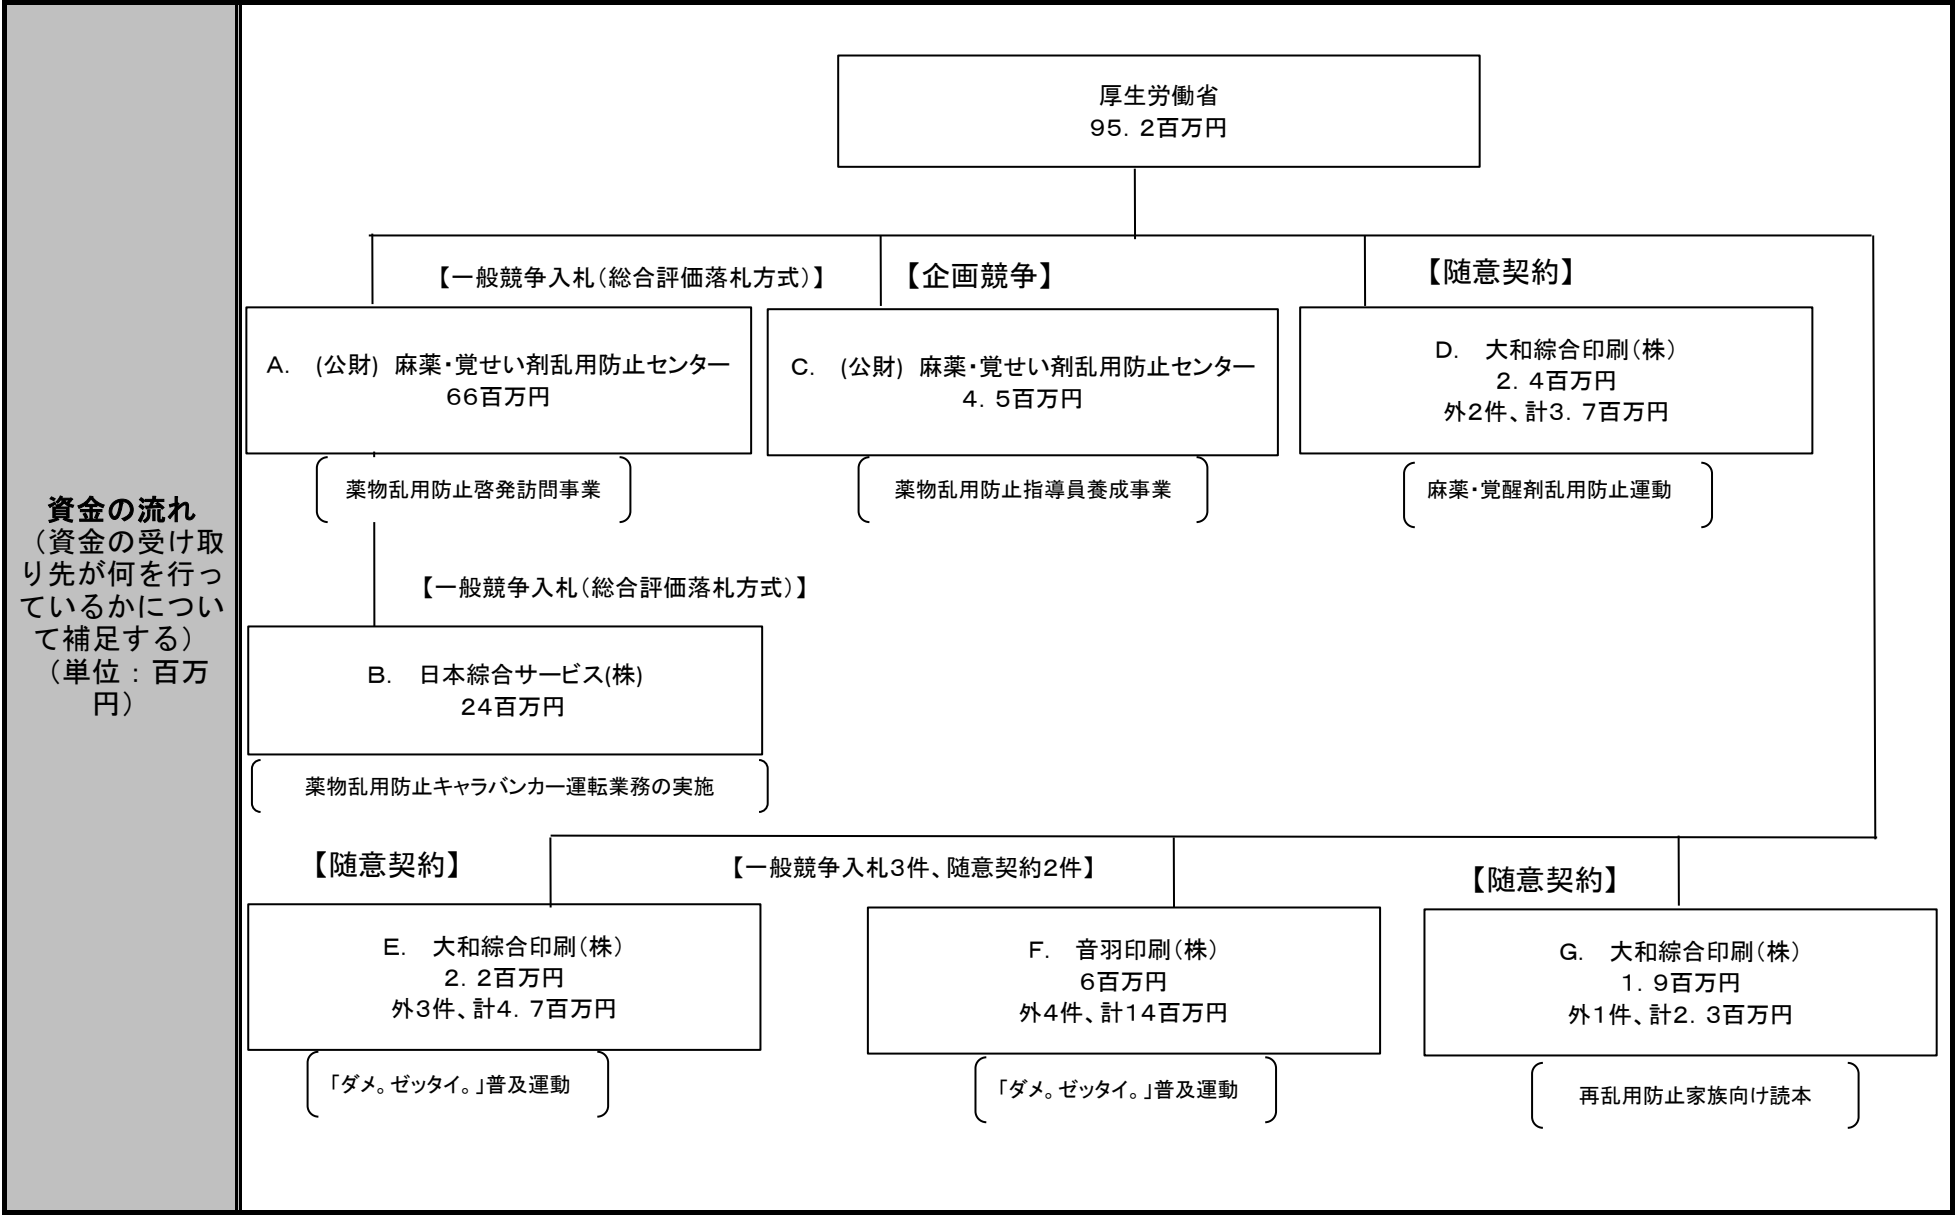 資金の流れ
（資金の受け取
り先が何を行っ
ているかについ
て補足する）
（単位：百万
円）
厚生労働省
９５．２百万円
【一般競争入札（総合評価落札方式）】
【企画競争】
【随意契約】
A.　(公財) 麻薬・覚せい剤乱用防止センター
６６百万円
C.　(公財) 麻薬・覚せい剤乱用防止センター
４．５百万円
D.　大和綜合印刷（株）
２．４百万円
外２件、計３．７百万円
薬物乱用防止啓発訪問事業
薬物乱用防止指導員養成事業
麻薬・覚醒剤乱用防止運動
【一般競争入札（総合評価落札方式）】
B.　日本綜合サービス(株)
２４百万円
薬物乱用防止キャラバンカー運転業務の実施
【随意契約】
【一般競争入札３件、随意契約２件】
【随意契約】
E.　大和綜合印刷（株）
２．２百万円
外３件、計４．７百万円
F.　音羽印刷（株）
６百万円
外４件、計１４百万円
G.　大和綜合印刷（株）
１．９百万円
外１件、計２．３百万円
「ダメ。ゼッタイ。」普及運動
「ダメ。ゼッタイ。」普及運動
再乱用防止家族向け読本